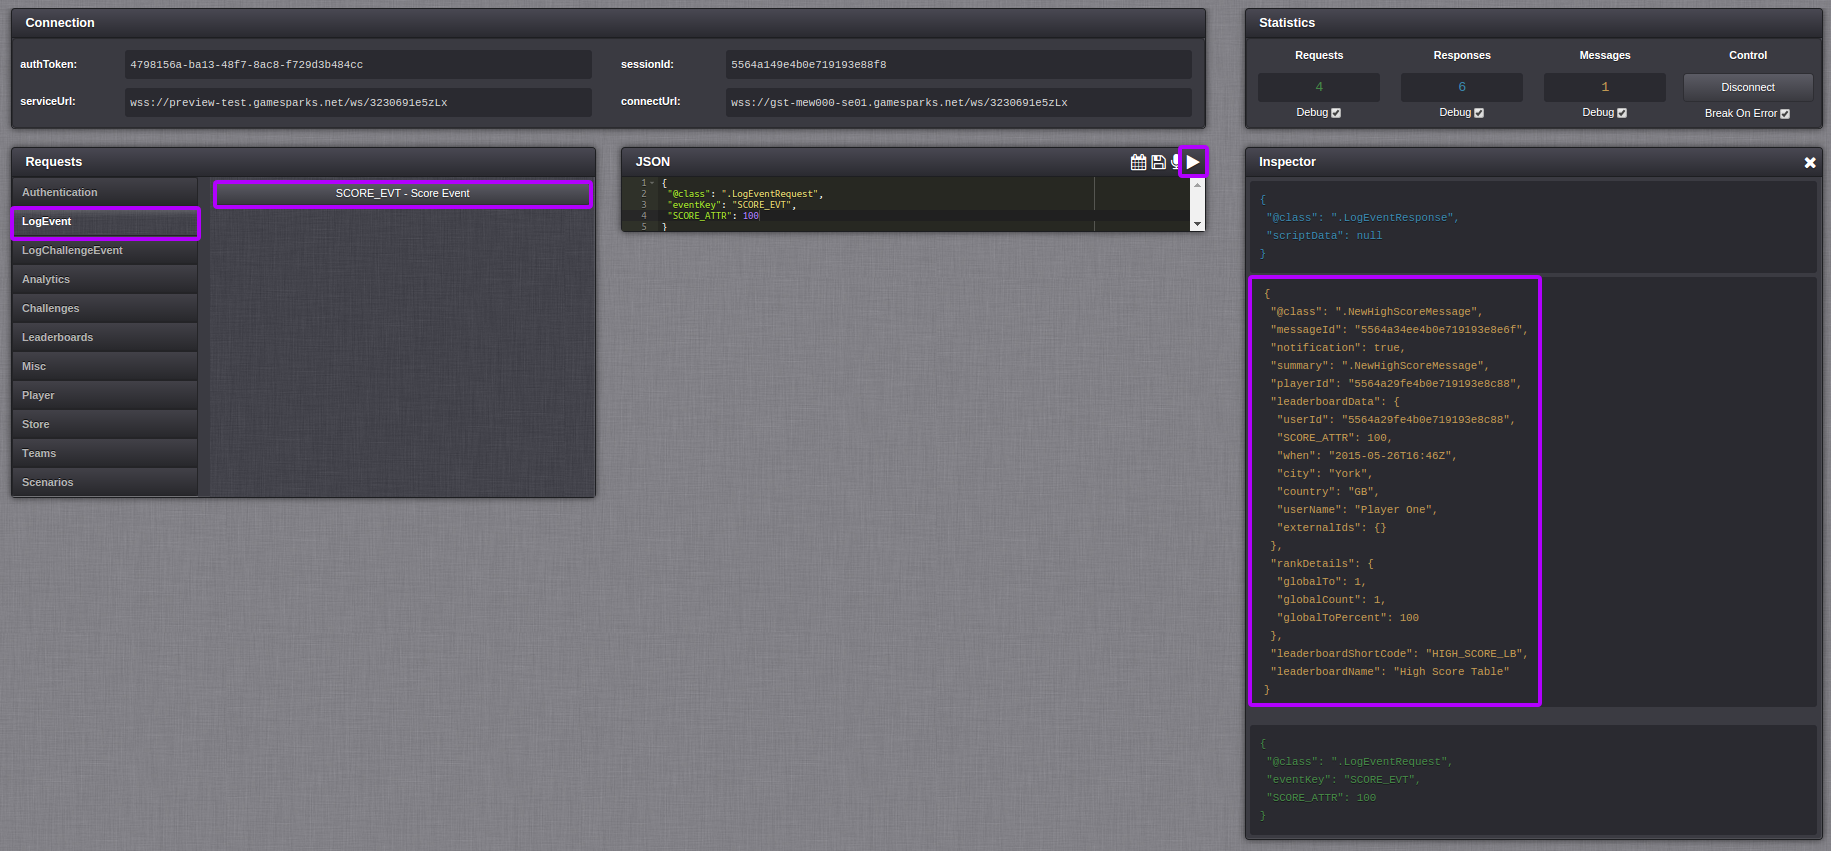 Connection
authToken: 4798156a-ba13-48f7-8ac8-f729d3b484cc sessionId: 5564a149e4b0e719193e88f8
serviceUrl: wss://preview-test.gamesparks.net/ws/3230691e5zLx connectUrl: wss://gst-mew000-se01.gamesparks.net/ws/3230691e5zLx
Statistics
Requests Responses Messages Control
4 6 1 Disconnect
Debug Debug Debug Break On Error
Requests
Authentication
LogEvent
LogChallengeEvent
Analytics
Challenges
Leaderboards
Misc
Player
Store
Teams
Scenarios
SCORE_EVT - Score Event
JSON
1 {
2 "@class": ".LogEventRequest",
3 "eventKey": "SCORE_EVT",
4 "SCORE_ATTR": 100
5 }
Inspector
{
"@class": ".LogEventResponse",
"scriptData": null
}
{
"@class": ".NewHighScoreMessage",
"messageId": "5564a34ee4b0e719193e8e6f",
"notification": true,
"summary": ".NewHighScoreMessage",
"playerId": "5564a29fe4b0e719193e8c88",
"leaderboardData": {
"userId": "5564a29fe4b0e719193e8c88",
"SCORE_ATTR": 100,
"when": "2015-05-26T16:46Z",
"city": "York",
"country": "GB",
"userName": "Player One",
"externalIds": {}
},
"rankDetails": {
"globalTo": 1,
"globalCount": 1,
"globalToPercent": 100
},
"leaderboardShortCode": "HIGH_SCORE_LB",
"leaderboardName": "High Score Table"
}
{
"@class": ".LogEventRequest",
"eventKey": "SCORE_EVT",
"SCORE_ATTR": 100
}